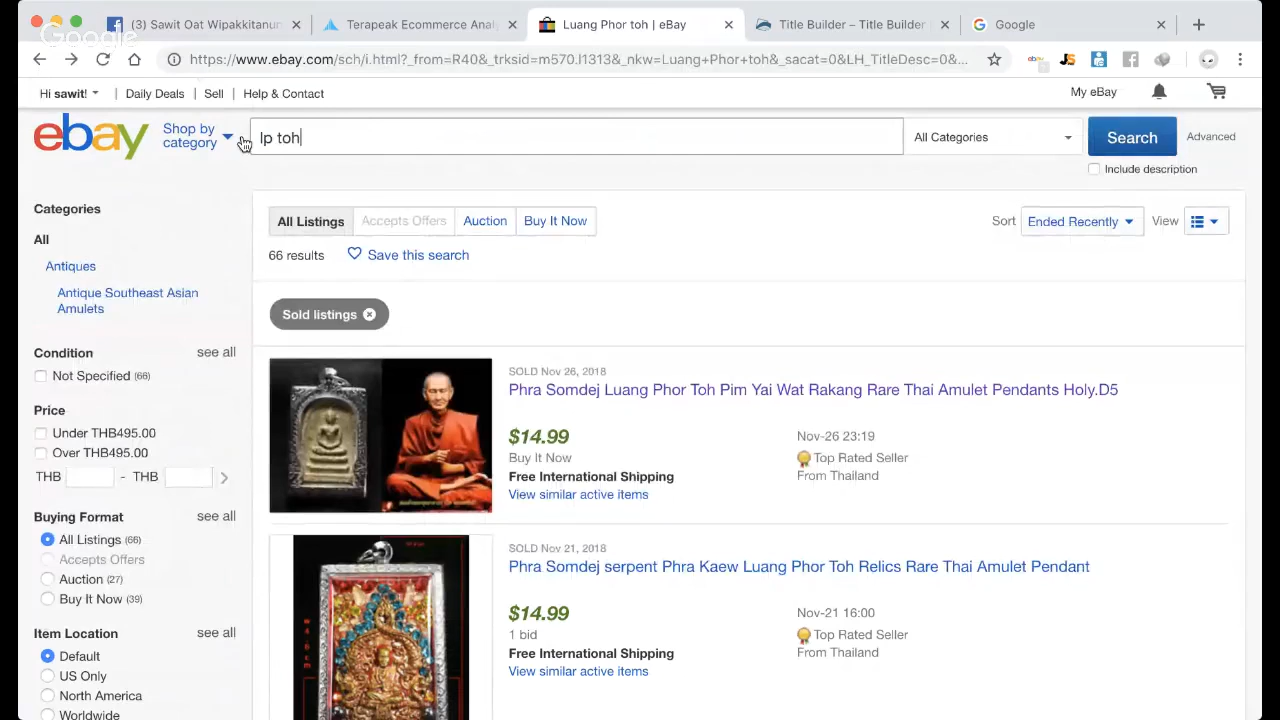 (3) Sawit Oat Wipakkitanun
Terapeak Ecommerce Anal
Luang Phor toh | eBay
Title Builder – Title Builder
Google
Google
https://www.ebay.com/sch/i.html?_from=R40&_trksid=m570.l1313&_nkw=Luang+Phor+toh&_sacat=0&LH_TitleDesc=0&...
Hi sawit!
Daily Deals
Sell
Help & Contact
My eBay
ebay
Shop by
category
lp toh
All Categories
Search
Advanced
Include description
Categories
All
Antiques
Antique Southeast Asian
Amulets
Condition
see all
Not Specified (66)
Price
Under THB495.00
Over THB495.00
THB
- THB
Buying Format
see all
All Listings (66)
Accepts Offers
Auction (27)
Buy It Now (39)
Item Location
see all
Default
US Only
North America
Worldwide
All Listings
Accepts Offers
Auction
Buy It Now
Sort
Ended Recently
View
66 results
Save this search
Sold listings
SOLD Nov 26, 2018
Phra Somdej Luang Phor Toh Pim Yai Wat Rakang Rare Thai Amulet Pendants Holy.D5
$14.99
Buy It Now
Free International Shipping
View similar active items
Nov-26 23:19
Top Rated Seller
From Thailand
SOLD Nov 21, 2018
Phra Somdej serpent Phra Kaew Luang Phor Toh Relics Rare Thai Amulet Pendant
$14.99
1 bid
Free International Shipping
View similar active items
Nov-21 16:00
Top Rated Seller
From Thailand